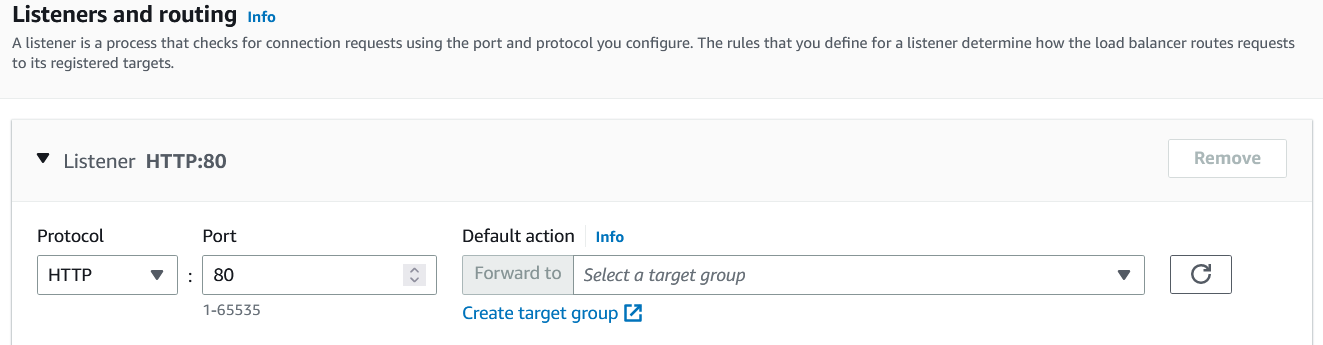 Listeners and routing Info
A listener is a process that checks for connection requests using the port and protocol you configure. The rules that you define for a listener determine how the load balancer routes requests
to its registered targets.
Listener HTTP:80
Remove
Protocol Port Default action Info
HTTP : 80 Forward to Select a target group
1-65535 Create target group